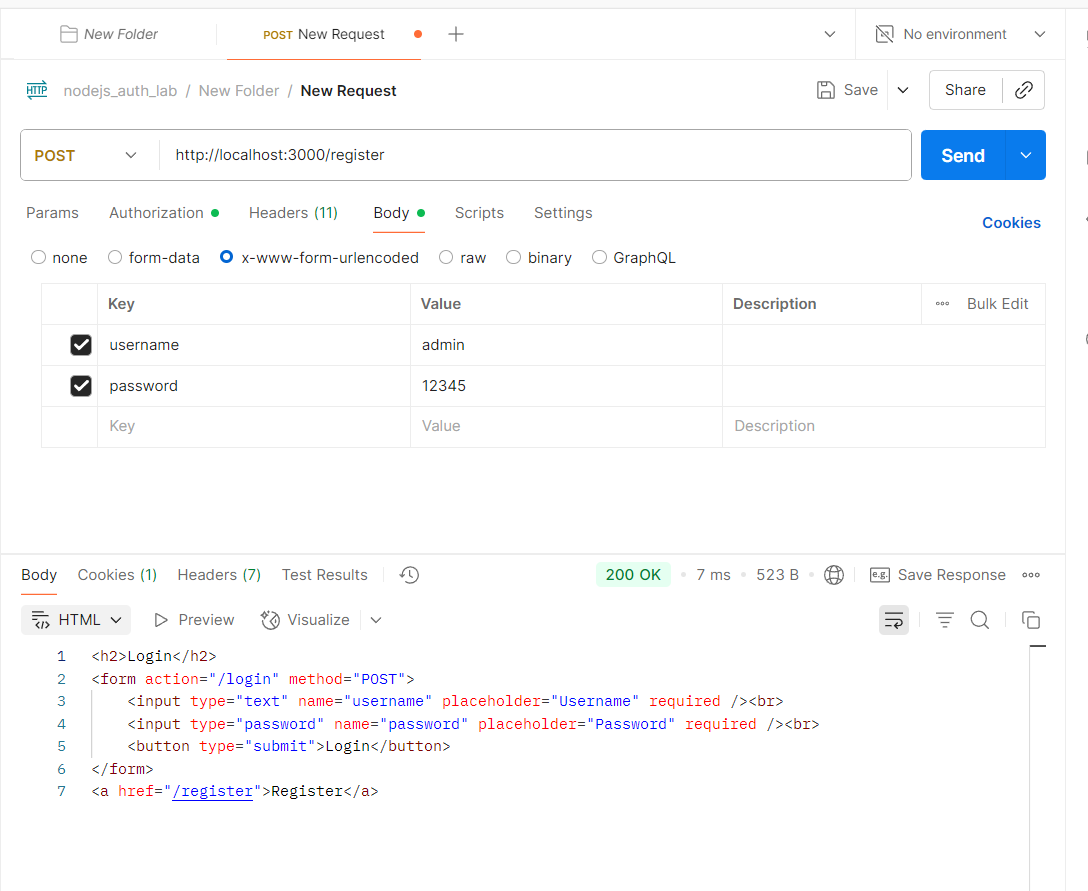 New Folder POST New Request No environment
HTTP nodejs_auth_lab / New Folder / New Request Save Share
POST http://localhost:3000/register Send
Params Authorization Headers (11) Body Scripts Settings Cookies
none form-data x-www-form-urlencoded raw binary GraphQL
Key Value Description Bulk Edit
username admin
password 12345
Key Value Description
Body Cookies (1) Headers (7) Test Results 200 OK 7 ms 523 B e.g. Save Response
HTML Preview Visualize
1 <h2>Login</h2>
2 <form action="/login" method="POST">
3 <input type="text" name="username" placeholder="Username" required /><br>
4 <input type="password" name="password" placeholder="Password" required /><br>
5 <button type="submit">Login</button>
6 </form>
7 <a href="/register">Register</a>